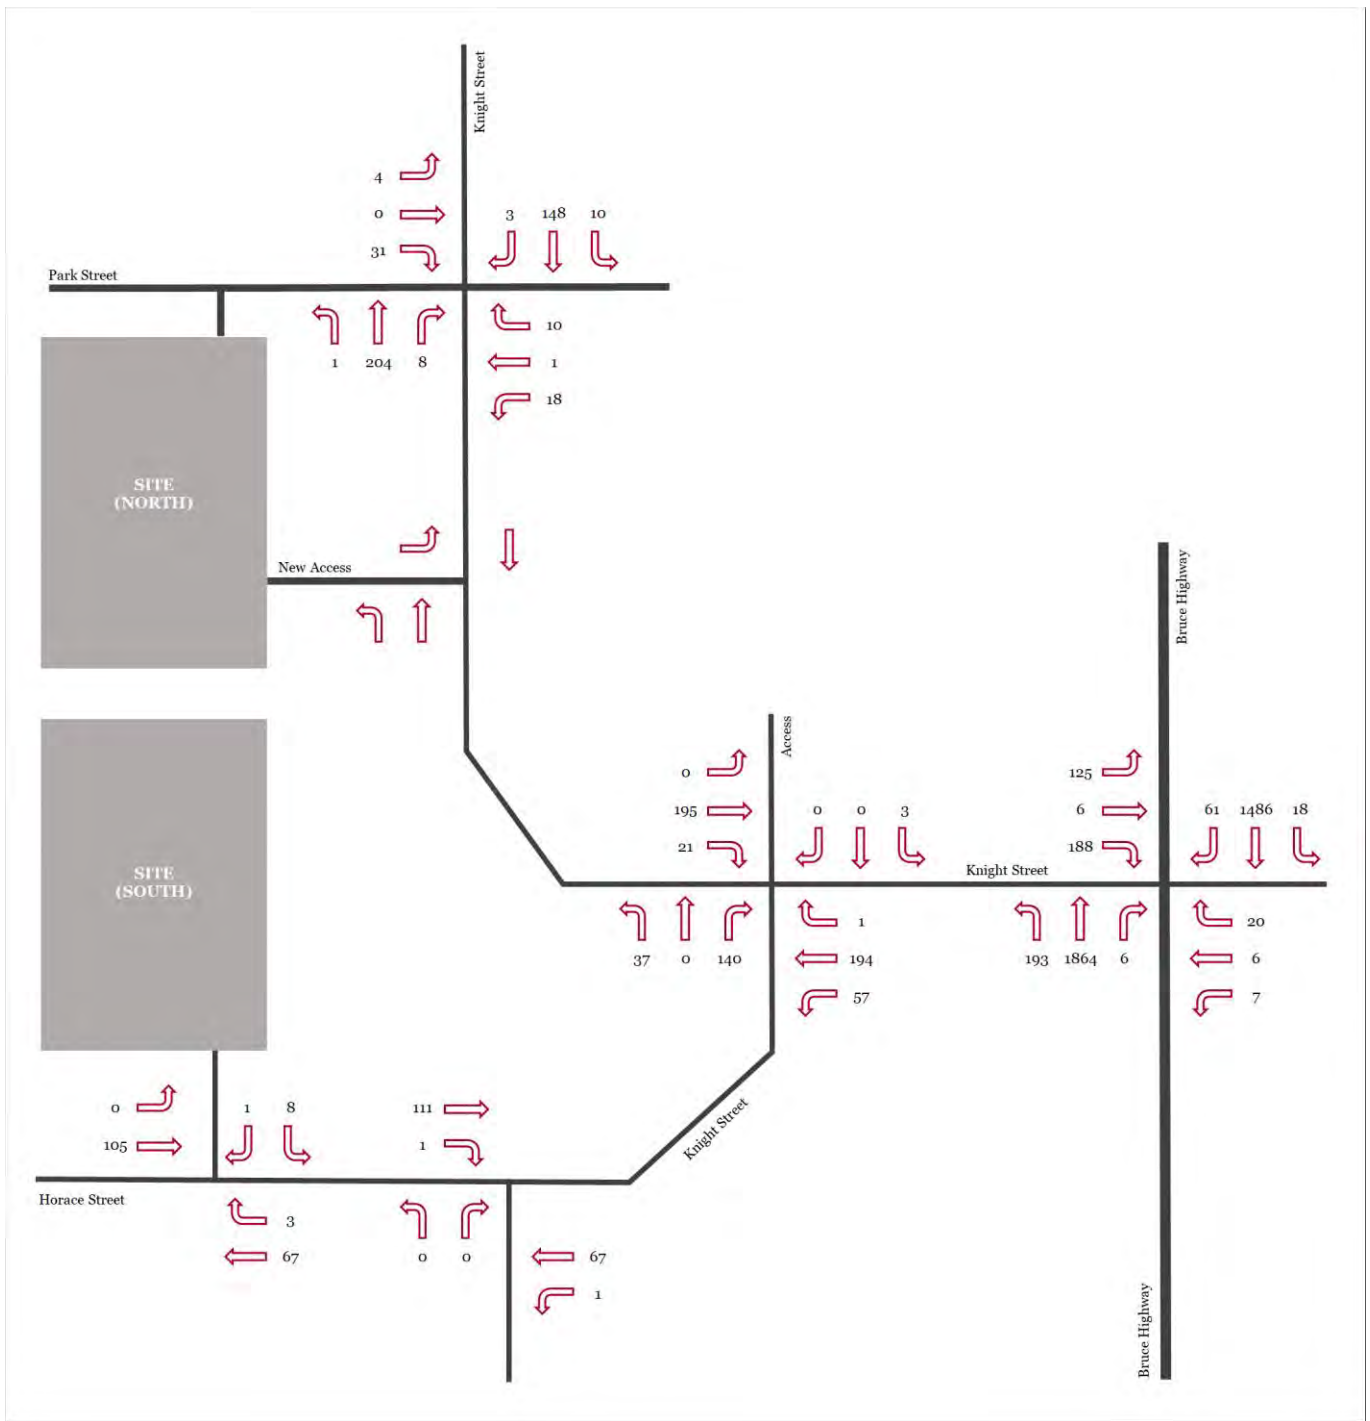 Knight Street
4
0
3 148 10
31
Park Street
10
1 204 8
1
18
SITE
(NORTH)
New Access
Bruce Highway
Access
0
125
195
0 0 3
6
61 1486 18
21
188
SITE
(SOUTH)
Knight Street
1
20
37 0 140
194
193 1864 6
6
57
7
0
1 8
111
105
1
Knight Street
Horace Street
3
67
0 0
67
1
Bruce Highway